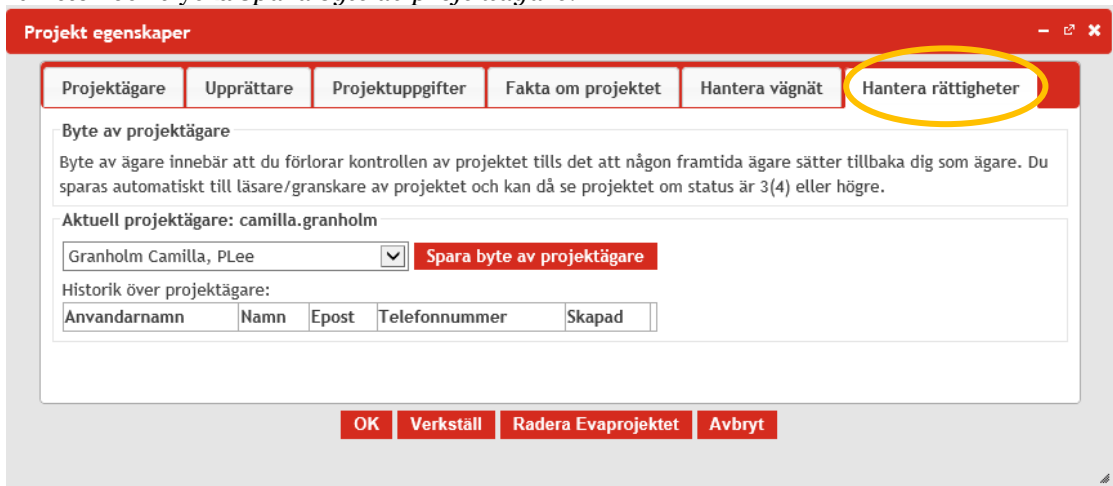 Projekt egenskaper
Projektägare Upprättare Projektuppgifter Fakta om projektet Hantera vägnät Hantera rättigheter
Byte av projektägare
Byte av ägare innebär att du förlorar kontrollen av projektet tills det att någon framtida ägare sätter tillbaka dig som ägare. Du
sparas automatiskt till läsare/granskare av projektet och kan då se projektet om status är 3(4) eller högre.
Aktuell projektägare: camilla.granholm
Granholm Camilla, PLee Spara byte av projektägare
Historik över projektägare:
Anvandarnamn Namn Epost Telefonnummer Skapad
OK Verkställ Radera Evaprojektet Avbryt